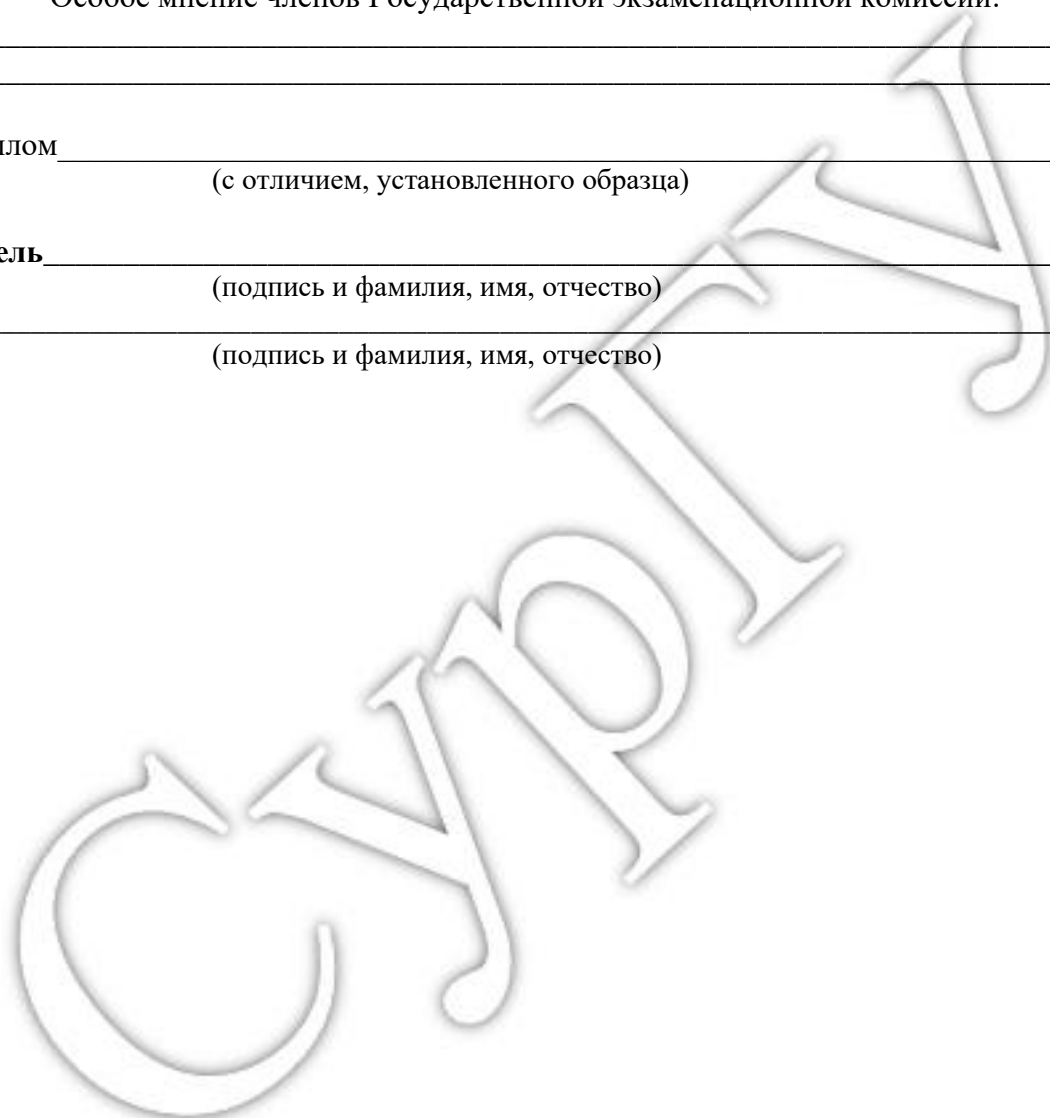 Особое мнение членов Государственной экзаменационной комиссии:
илом
(с отличием, установленного образца)
ель
(подпись и фамилия, имя, отчество)
(подпись и фамилия, имя, отчество)
СурГУ